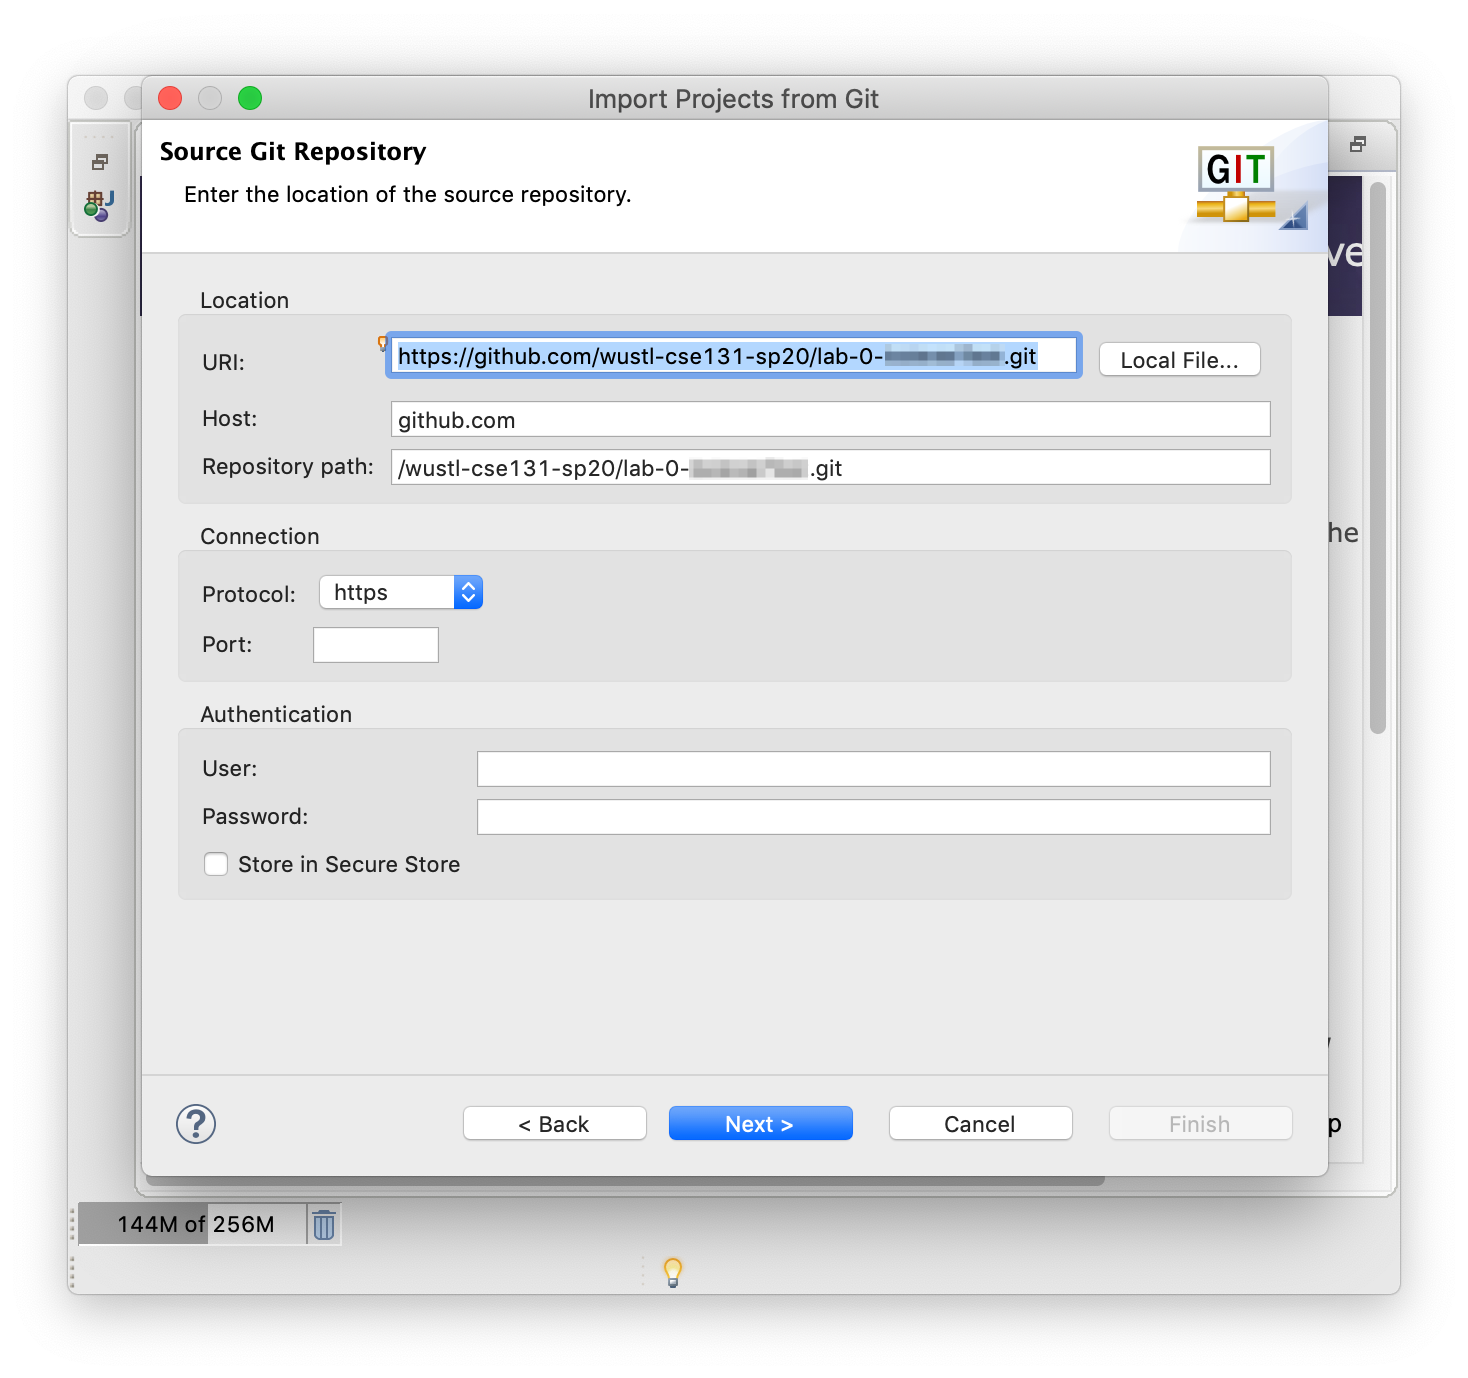 Import Projects from Git
Source Git Repository
Enter the location of the source repository.
GIT
ve
Location
URI: https://github.com/wustl-cse131-sp20/lab-0- .git Local File...
Host: github.com
Repository path: /wustl-cse131-sp20/lab-0- .git
he
Connection
Protocol: https
Port:
Authentication
User:
Password:
Store in Secure Store
? < Back Next > Cancel Finish
p
144M of 256M